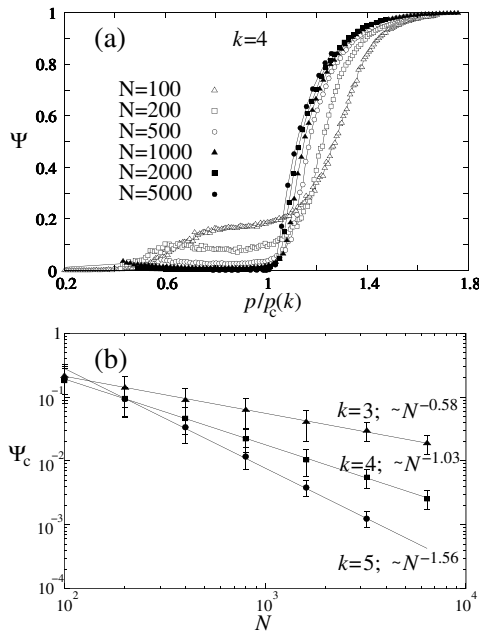 (a)
k=4
Ψ
1
0.8
0.6
0.4
0.2
0
N=100
N=200
N=500
N=1000
N=2000
N=5000
0.2
0.6
1
1.4
1.8
p/p_c(k)
(b)
Ψ_c
1
10^-1
10^-2
10^-3
10^-4
k=3; ~N^-0.58
k=4; ~N^-1.03
k=5; ~N^-1.56
10^2
10^3
10^4
N